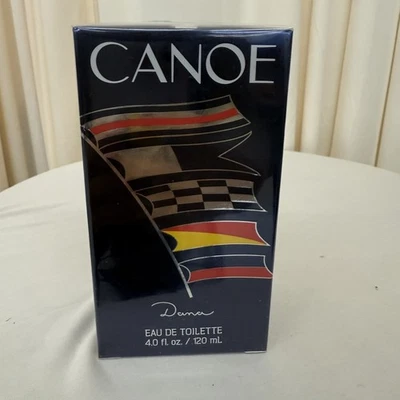 CANOE
Dana
EAU DE TOILETTE
4.0 fl. oz. / 120 mL